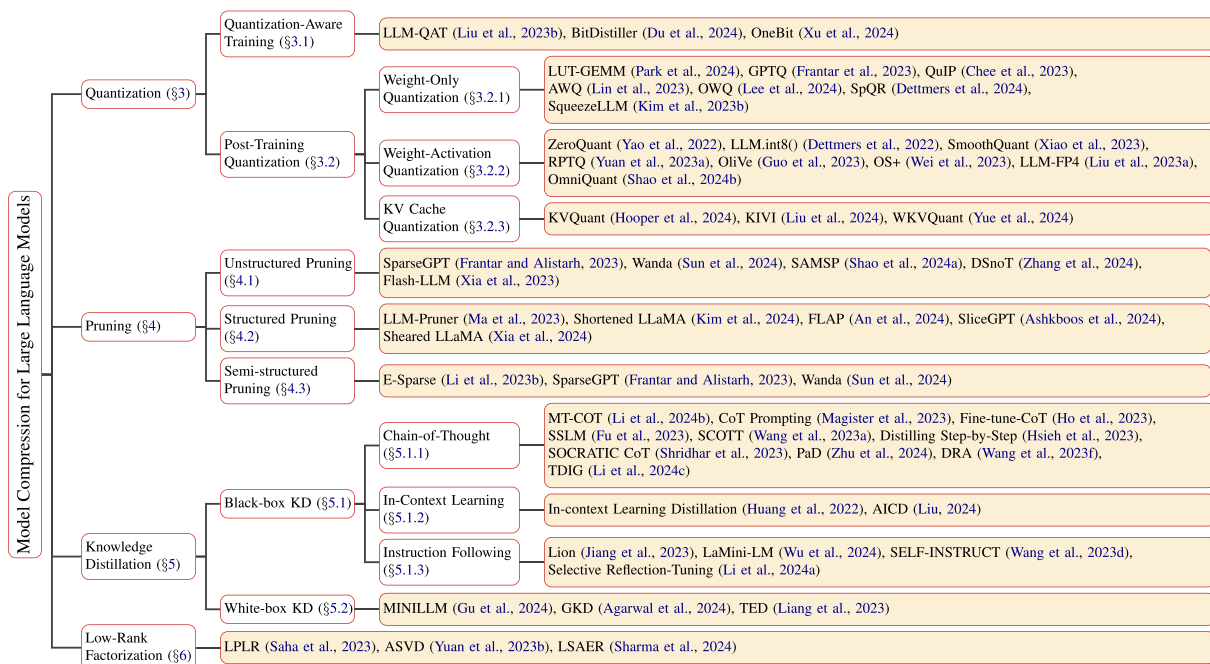 Model Compression for Large Language Models
Quantization (§3)
Quantization-Aware
Training (§3.1)
LLM-QAT (Liu et al., 2023b), BitDistiller (Du et al., 2024), OneBit (Xu et al., 2024)
Post-Training
Quantization (§3.2)
Weight-Only
Quantization (§3.2.1)
LUT-GEMM (Park et al., 2024), GPTQ (Frantar et al., 2023), QuIP (Chee et al., 2023),
AWQ (Lin et al., 2023), OWQ (Lee et al., 2024), SpQR (Dettmers et al., 2024),
SqueezeLLM (Kim et al., 2023b)
Weight-Activation
Quantization (§3.2.2)
ZeroQuant (Yao et al., 2022), LLM.int8() (Dettmers et al., 2022), SmoothQuant (Xiao et al., 2023),
RPTQ (Yuan et al., 2023a), OliVe (Guo et al., 2023), OS+ (Wei et al., 2023), LLM-FP4 (Liu et al., 2023a),
OmniQuant (Shao et al., 2024b)
KV Cache
Quantization (§3.2.3)
KVQuant (Hooper et al., 2024), KIVI (Liu et al., 2024), WKVQuant (Yue et al., 2024)
Pruning (§4)
Unstructured Pruning
(§4.1)
SparseGPT (Frantar and Alistarh, 2023), Wanda (Sun et al., 2024), SAMSP (Shao et al., 2024a), DSnoT (Zhang et al., 2024),
Flash-LLM (Xia et al., 2023)
Structured Pruning
(§4.2)
LLM-Pruner (Ma et al., 2023), Shortened LLaMA (Kim et al., 2024), FLAP (An et al., 2024), SliceGPT (Ashkboos et al., 2024),
Sheared LLaMA (Xia et al., 2024)
Semi-structured
Pruning (§4.3)
E-Sparse (Li et al., 2023b), SparseGPT (Frantar and Alistarh, 2023), Wanda (Sun et al., 2024)
Knowledge
Distillation (§5)
Black-box KD (§5.1)
Chain-of-Thought
(§5.1.1)
MT-COT (Li et al., 2024b), CoT Prompting (Magister et al., 2023), Fine-tune-CoT (Ho et al., 2023),
SSLM (Fu et al., 2023), SCOTT (Wang et al., 2023a), Distilling Step-by-Step (Hsieh et al., 2023),
SOCRATIC CoT (Shridhar et al., 2023), PaD (Zhu et al., 2024), DRA (Wang et al., 2023f),
TDIG (Li et al., 2024c)
In-Context Learning
(§5.1.2)
In-context Learning Distillation (Huang et al., 2022), AICD (Liu, 2024)
Instruction Following
(§5.1.3)
Lion (Jiang et al., 2023), LaMini-LM (Wu et al., 2024), SELF-INSTRUCT (Wang et al., 2023d),
Selective Reflection-Tuning (Li et al., 2024a)
White-box KD (§5.2)
MINILLM (Gu et al., 2024), GKD (Agarwal et al., 2024), TED (Liang et al., 2023)
Low-Rank
Factorization (§6)
LPLR (Saha et al., 2023), ASVD (Yuan et al., 2023b), LSAER (Sharma et al., 2024)